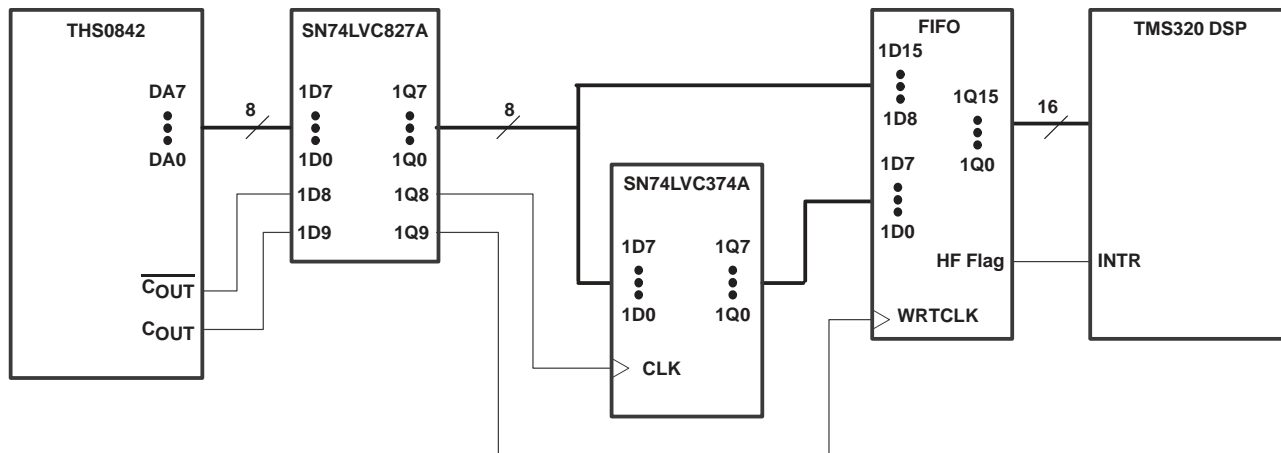 THS0842
DA7
DA0
COUT
COUT
8
SN74LVC827A
1D7
1D0
1D8
1D9
1Q7
1Q0
1Q8
1Q9
8
SN74LVC374A
1D7
1D0
1Q7
1Q0
CLK
FIFO
1D15
1D8
1D7
1D0
1Q15
1Q0
HF Flag
WRTCLK
16
TMS320 DSP
INTR